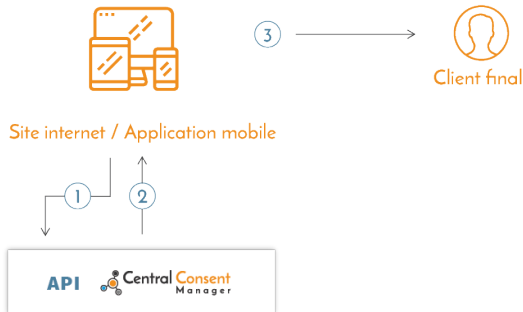 3
Client final
Site internet / Application mobile
1
2
API
Central Consent
Manager